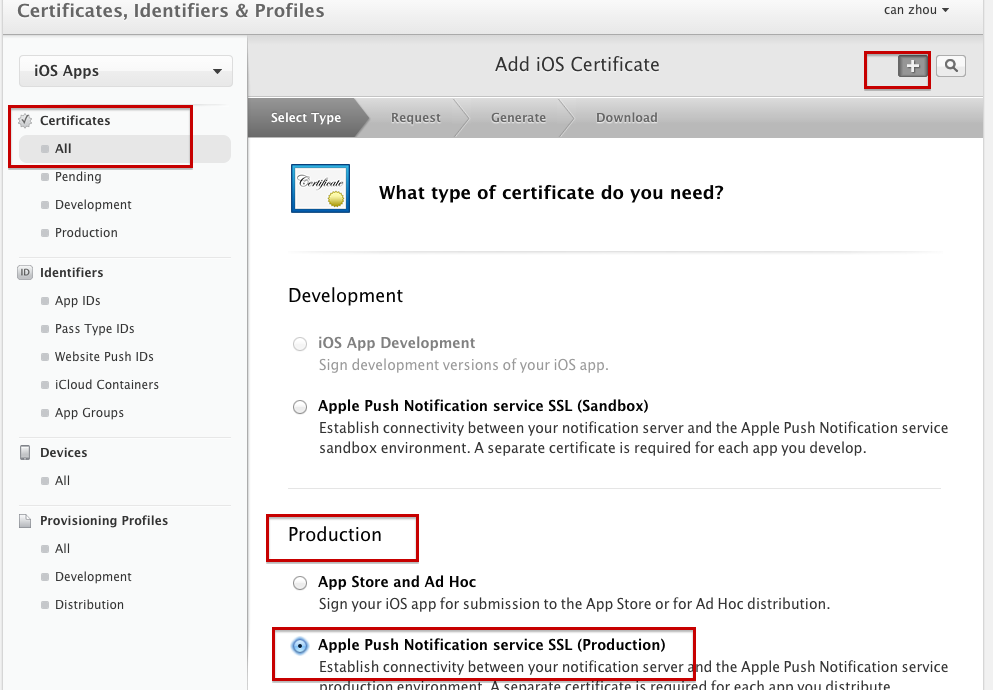 Certificates, Identifiers & Profiles
can zhou
iOS Apps
Certificates
All
Pending
Development
Production
ID
Identifiers
App IDs
Pass Type IDs
Website Push IDs
iCloud Containers
App Groups
Devices
All
Provisioning Profiles
All
Development
Distribution
Add iOS Certificate
Select Type
Request
Generate
Download
Certificate
What type of certificate do you need?
Development
iOS App Development
Sign development versions of your iOS app.
Apple Push Notification service SSL (Sandbox)
Establish connectivity between your notification server and the Apple Push Notification service
sandbox environment. A separate certificate is required for each app you develop.
Production
App Store and Ad Hoc
Sign your iOS app for submission to the App Store or for Ad Hoc distribution.
Apple Push Notification service SSL (Production)
Establish connectivity between your notification server and the Apple Push Notification service
production environment. A separate certificate is required for each app you distribute